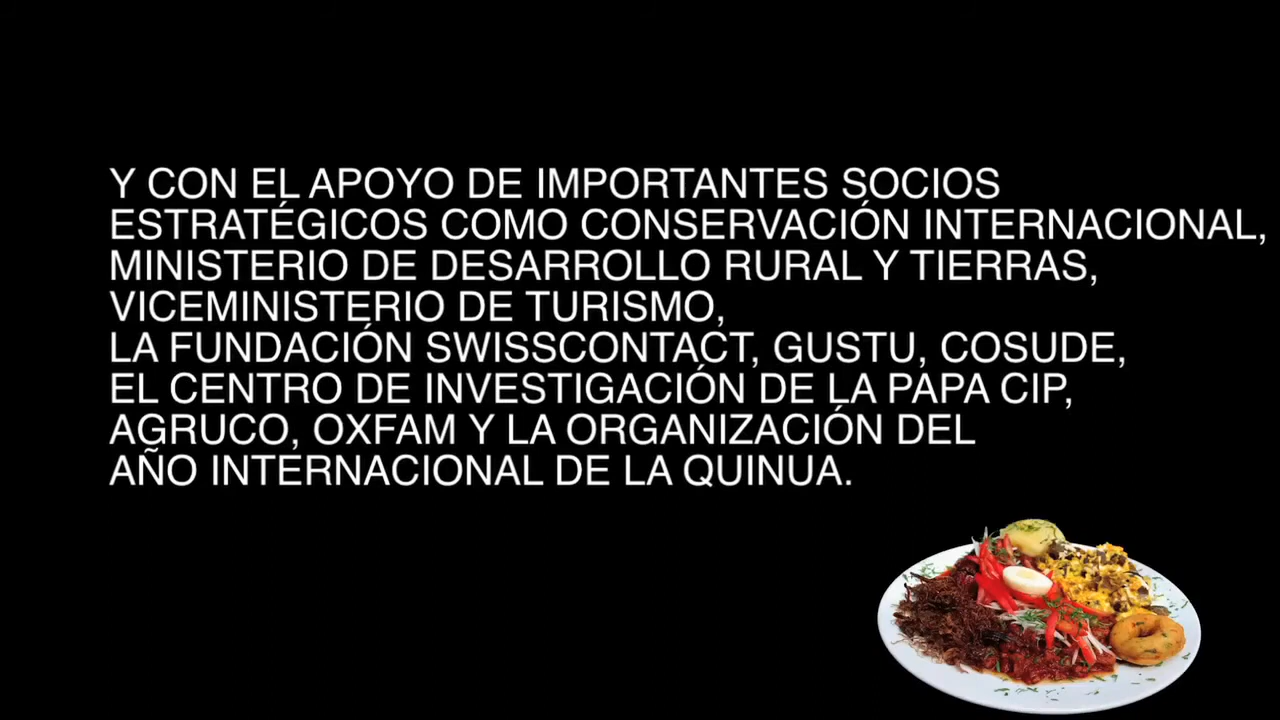 Y CON EL APOYO DE IMPORTANTES SOCIOS
ESTRATÉGICOS COMO CONSERVACIÓN INTERNACIONAL,
MINISTERIO DE DESARROLLO RURAL Y TIERRAS,
VICEMINISTERIO DE TURISMO,
LA FUNDACIÓN SWISSCONTACT, GUSTU, COSUDE,
EL CENTRO DE INVESTIGACIÓN DE LA PAPA CIP,
AGRUCO, OXFAM Y LA ORGANIZACIÓN DEL
AÑO INTERNACIONAL DE LA QUINUA.